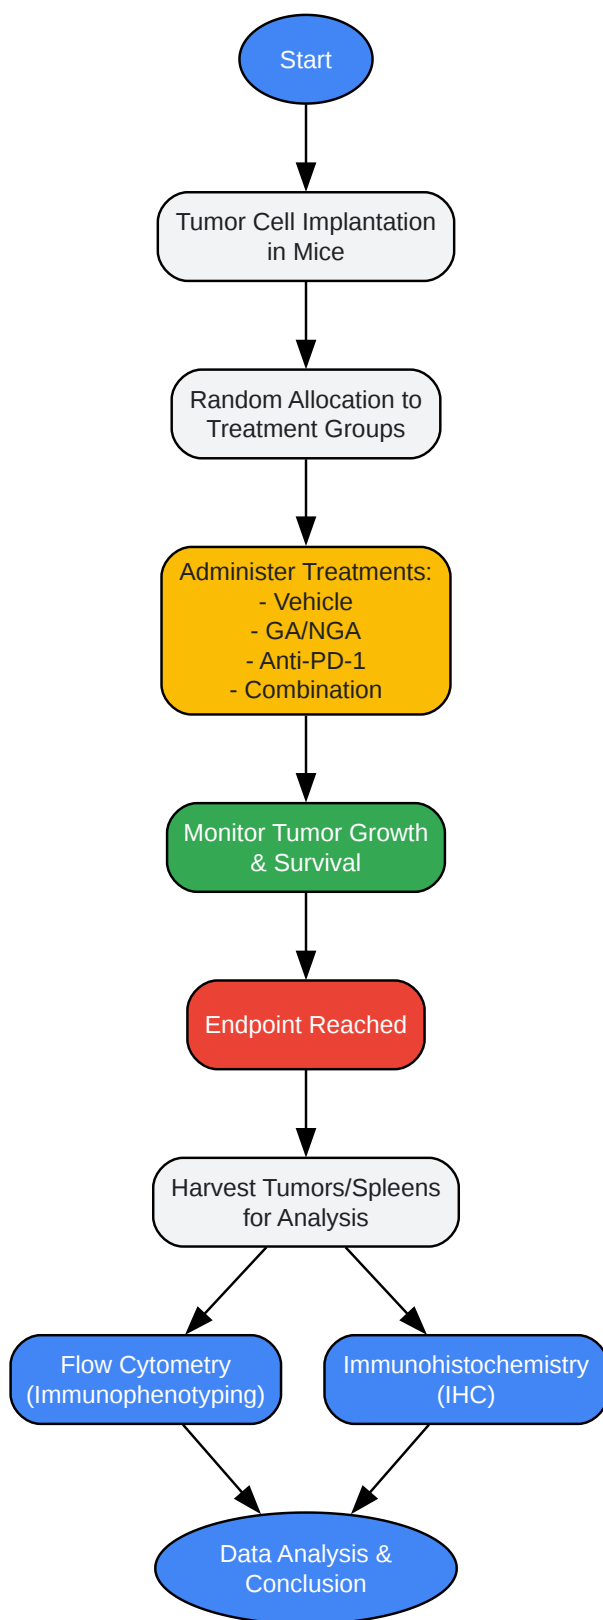 Start
Tumor Cell Implantation
in Mice
Random Allocation to
Treatment Groups
Administer Treatments:
- Vehicle
- GA/NGA
- Anti-PD-1
- Combination
Monitor Tumor Growth
& Survival
Endpoint Reached
Harvest Tumors/Spleens
for Analysis
Flow Cytometry
(Immunophenotyping)
Immunohistochemistry
(IHC)
Data Analysis &
Conclusion